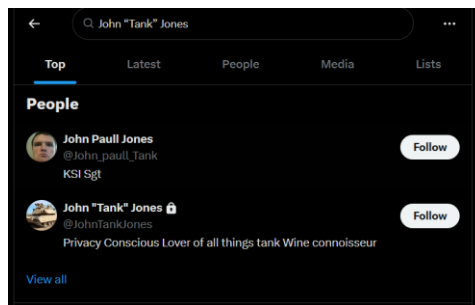 John “Tank” Jones
Top Latest People Media Lists
People
John Paull Jones
@John_paull_Tank
Follow
KSI Sgt
John "Tank" Jones
@JohnTankJones
Follow
Privacy Conscious Lover of all things tank Wine connoisseur
View all